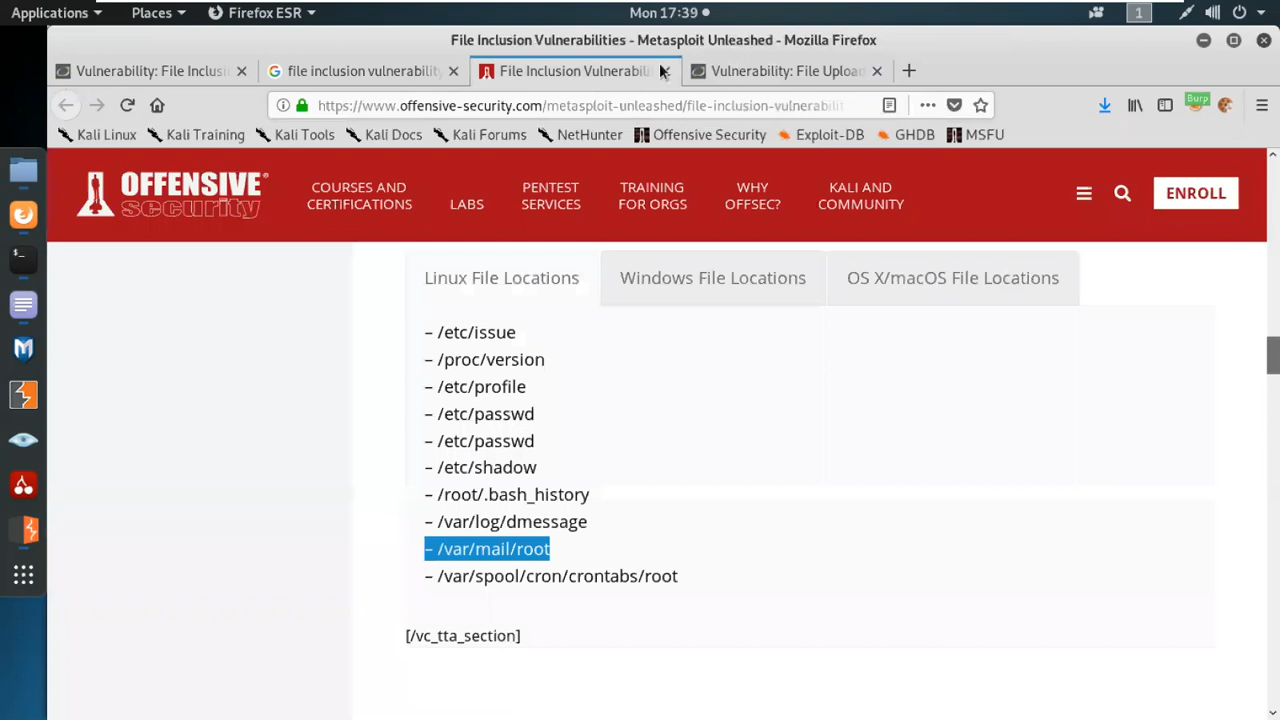 Applications Places Firefox ESR Mon 17:39 1
File Inclusion Vulnerabilities - Metasploit Unleashed - Mozilla Firefox
Vulnerability: File Inclusi file inclusion vulnerability File Inclusion Vulnerabili Vulnerability: File Upload
https://www.offensive-security.com/metasploit-unleashed/file-inclusion-vulnerabilit Burp
Kali Linux Kali Training Kali Tools Kali Docs Kali Forums NetHunter Offensive Security Exploit-DB GHDB MSFU
OFFENSIVE security
COURSES AND CERTIFICATIONS LABS PENTEST SERVICES TRAINING FOR ORGS WHY OFFSEC? KALI AND COMMUNITY ENROLL
Linux File Locations Windows File Locations OS X/macOS File Locations
– /etc/issue
– /proc/version
– /etc/profile
– /etc/passwd
– /etc/passwd
– /etc/shadow
– /root/.bash_history
– /var/log/dmessage
– /var/mail/root
– /var/spool/cron/crontabs/root
[/vc_tta_section]